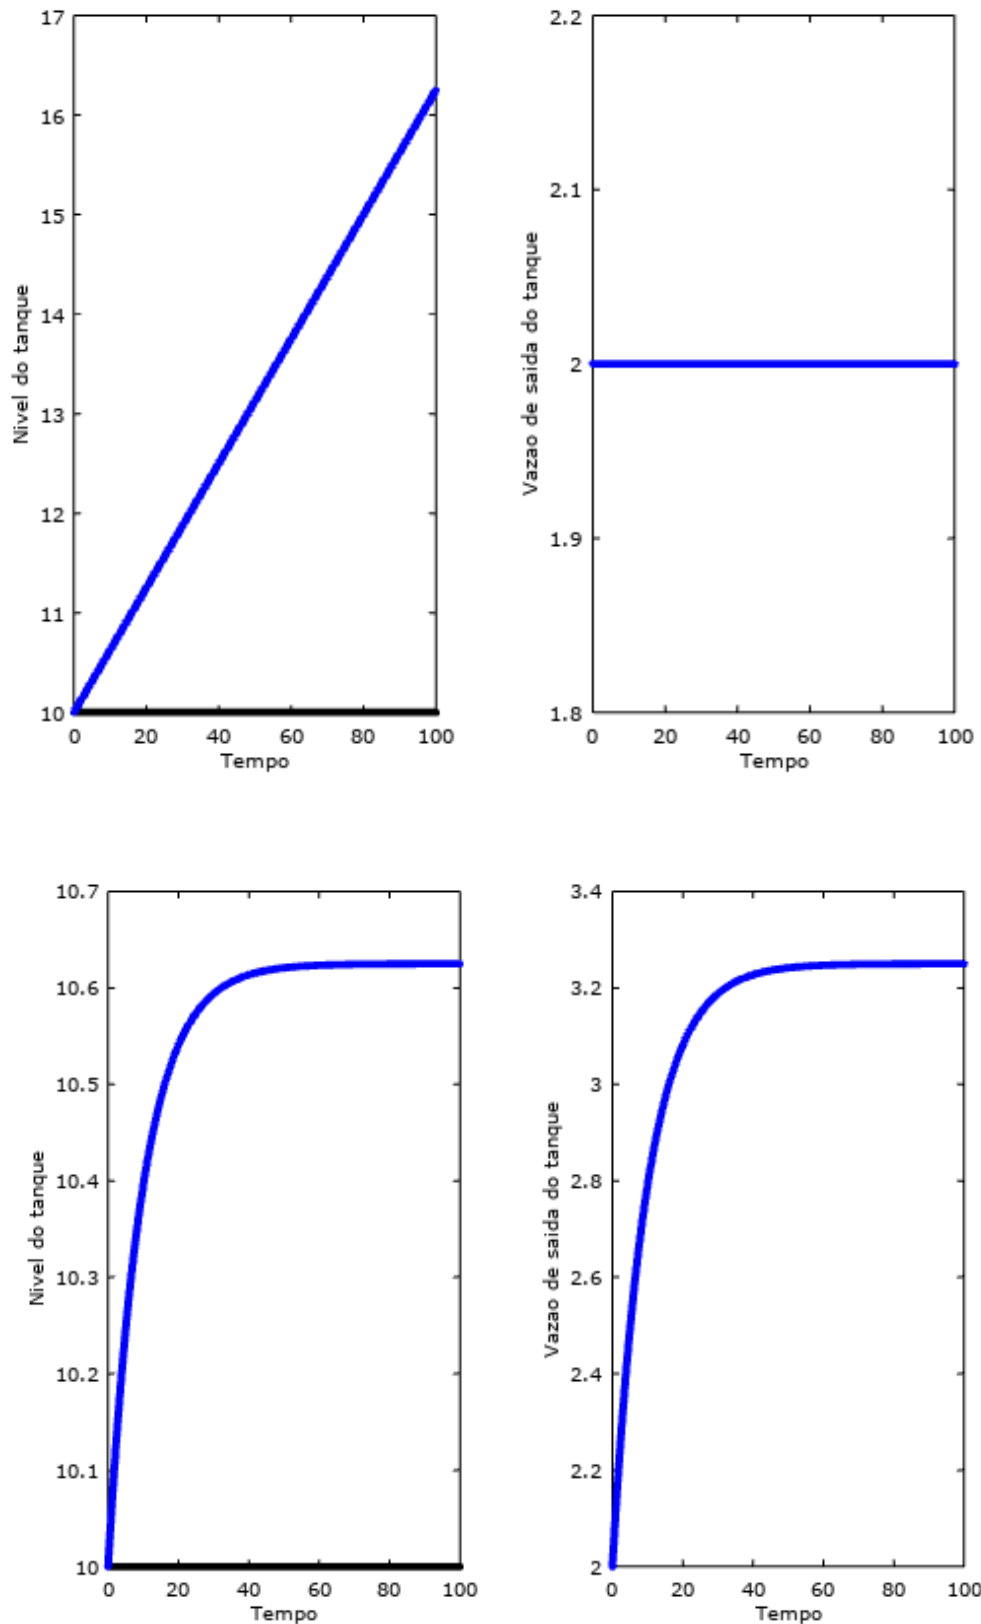 17
16
15
14
13
12
11
10
Nivel do tanque
0 20 40 60 80 100
Tempo
2.2
2.1
2
1.9
1.8
Vazao de saida do tanque
0 20 40 60 80 100
Tempo
10.7
10.6
10.5
10.4
10.3
10.2
10.1
10
Nivel do tanque
0 20 40 60 80 100
Tempo
3.4
3.2
3
2.8
2.6
2.4
2.2
2
Vazao de saida do tanque
0 20 40 60 80 100
Tempo